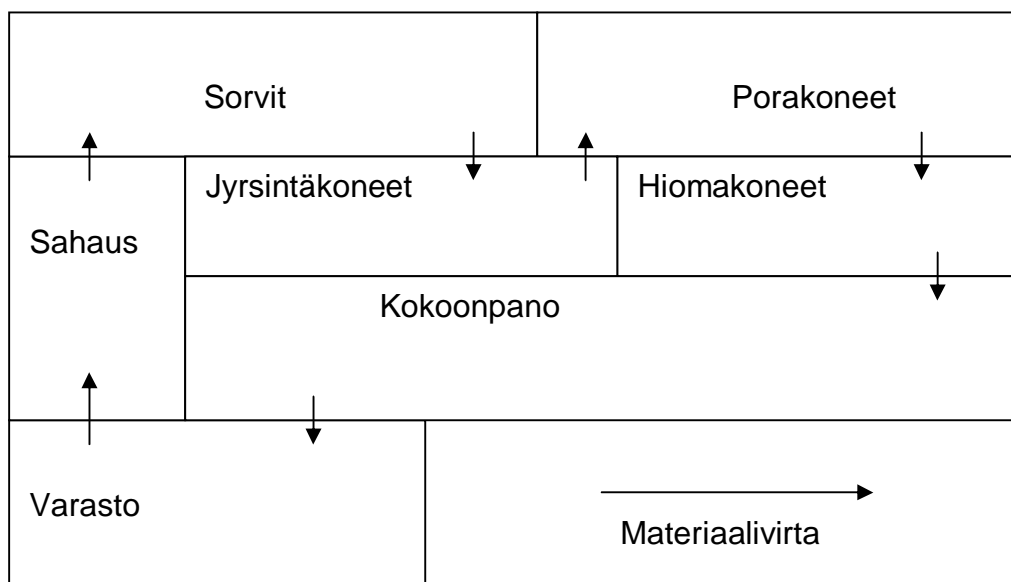 Sorvit
Porakoneet
Jyrsintäkoneet
Hiomakoneet
Sahaus
Kokoonpano
Varasto
Materiaalivirta